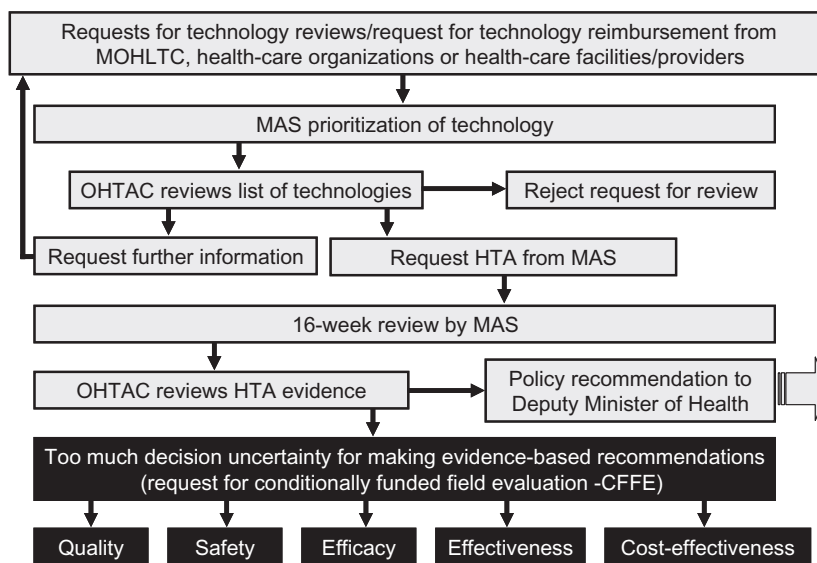 Requests for technology reviews/request for technology reimbursement from
MOHLTC, health-care organizations or health-care facilities/providers
MAS prioritization of technology
OHTAC reviews list of technologies
Reject request for review
Request further information
Request HTA from MAS
16-week review by MAS
OHTAC reviews HTA evidence
Policy recommendation to
Deputy Minister of Health
Too much decision uncertainty for making evidence-based recommendations
(request for conditionally funded field evaluation -CFFE)
Quality
Safety
Efficacy
Effectiveness
Cost-effectiveness